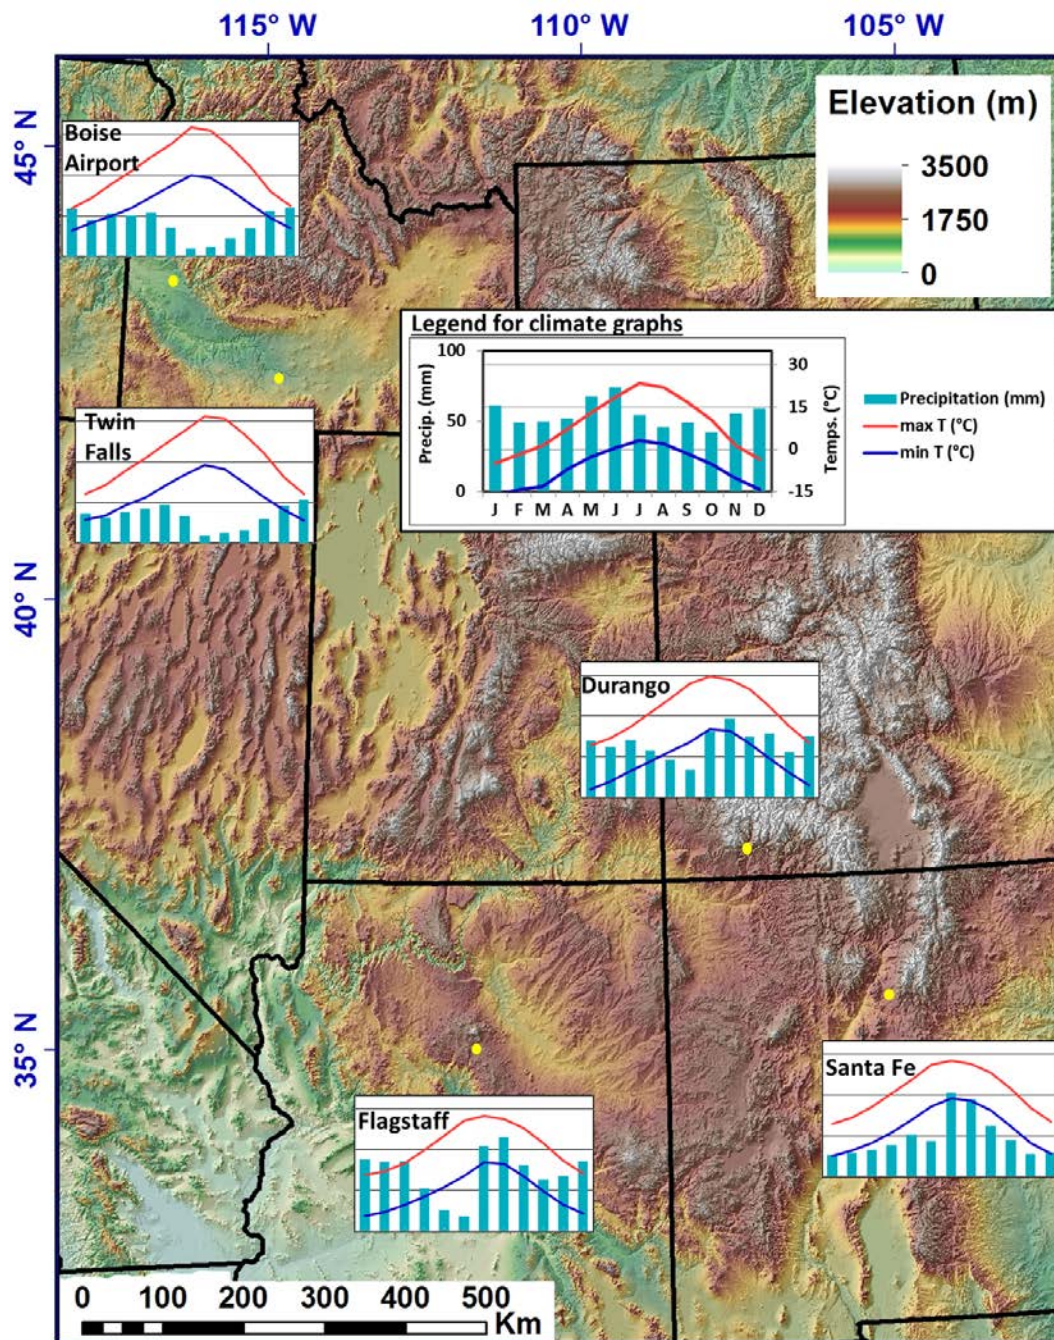 115° W 110° W 105° W
45° N
40° N
35° N
Elevation (m)
3500
1750
0
Boise
Airport
Legend for climate graphs
100
50
0
Precip. (mm)
30
15
0
-15
Temps. (°C)
J F M A M J J A S O N D
Precipitation (mm)
max T (°C)
min T (°C)
Twin
Falls
Durango
Santa Fe
Flagstaff
0 100 200 300 400 500
Km